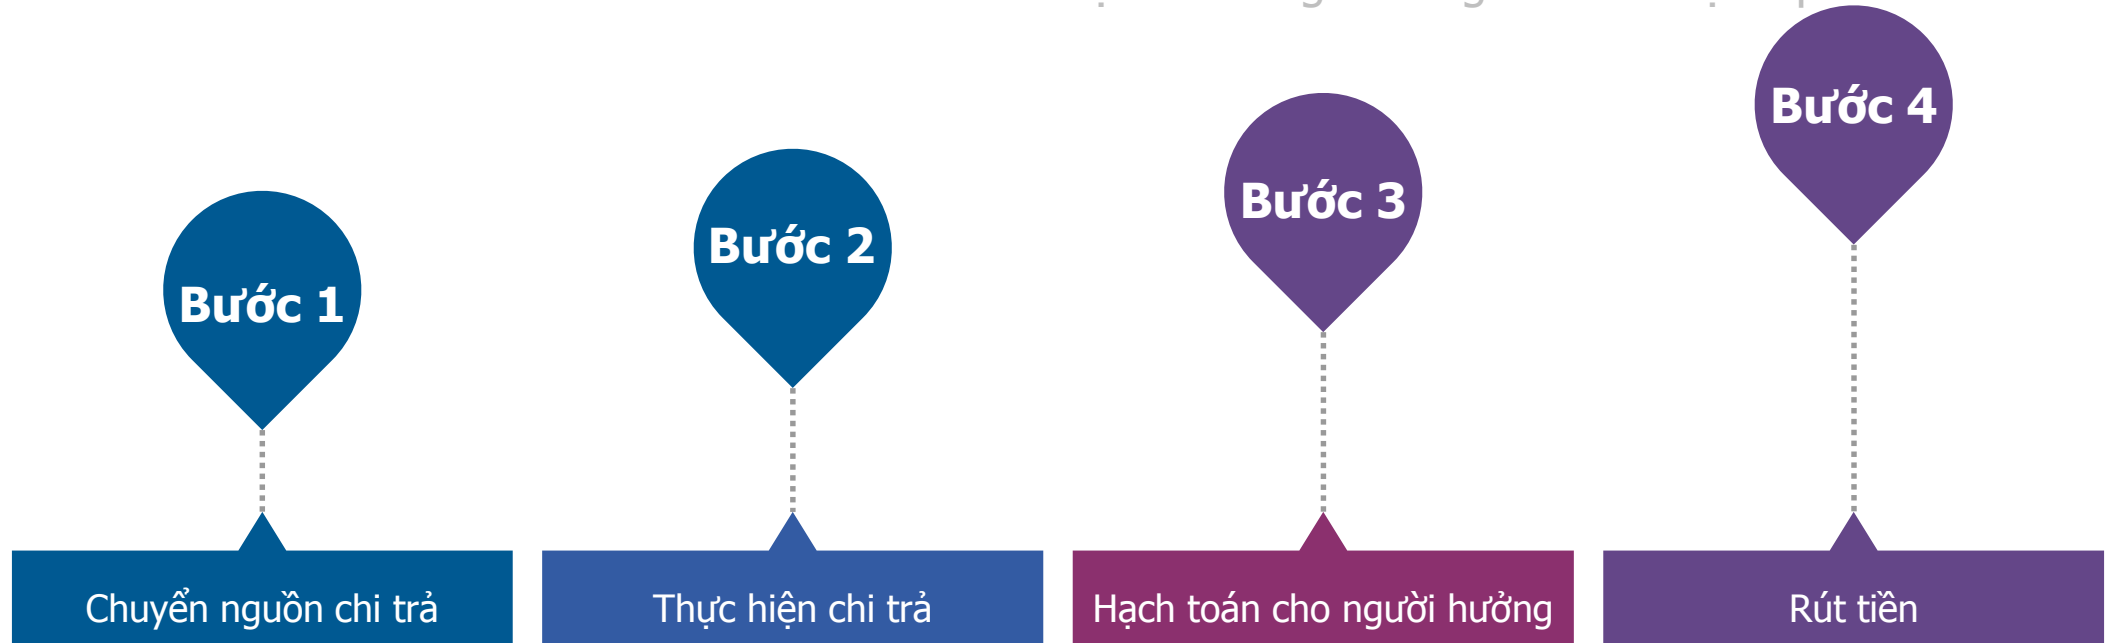 Bước 1
Bước 2
Bước 3
Bước 4
Chuyển nguồn chi trả
Thực hiện chi trả
Hạch toán cho người hưởng
Rút tiền